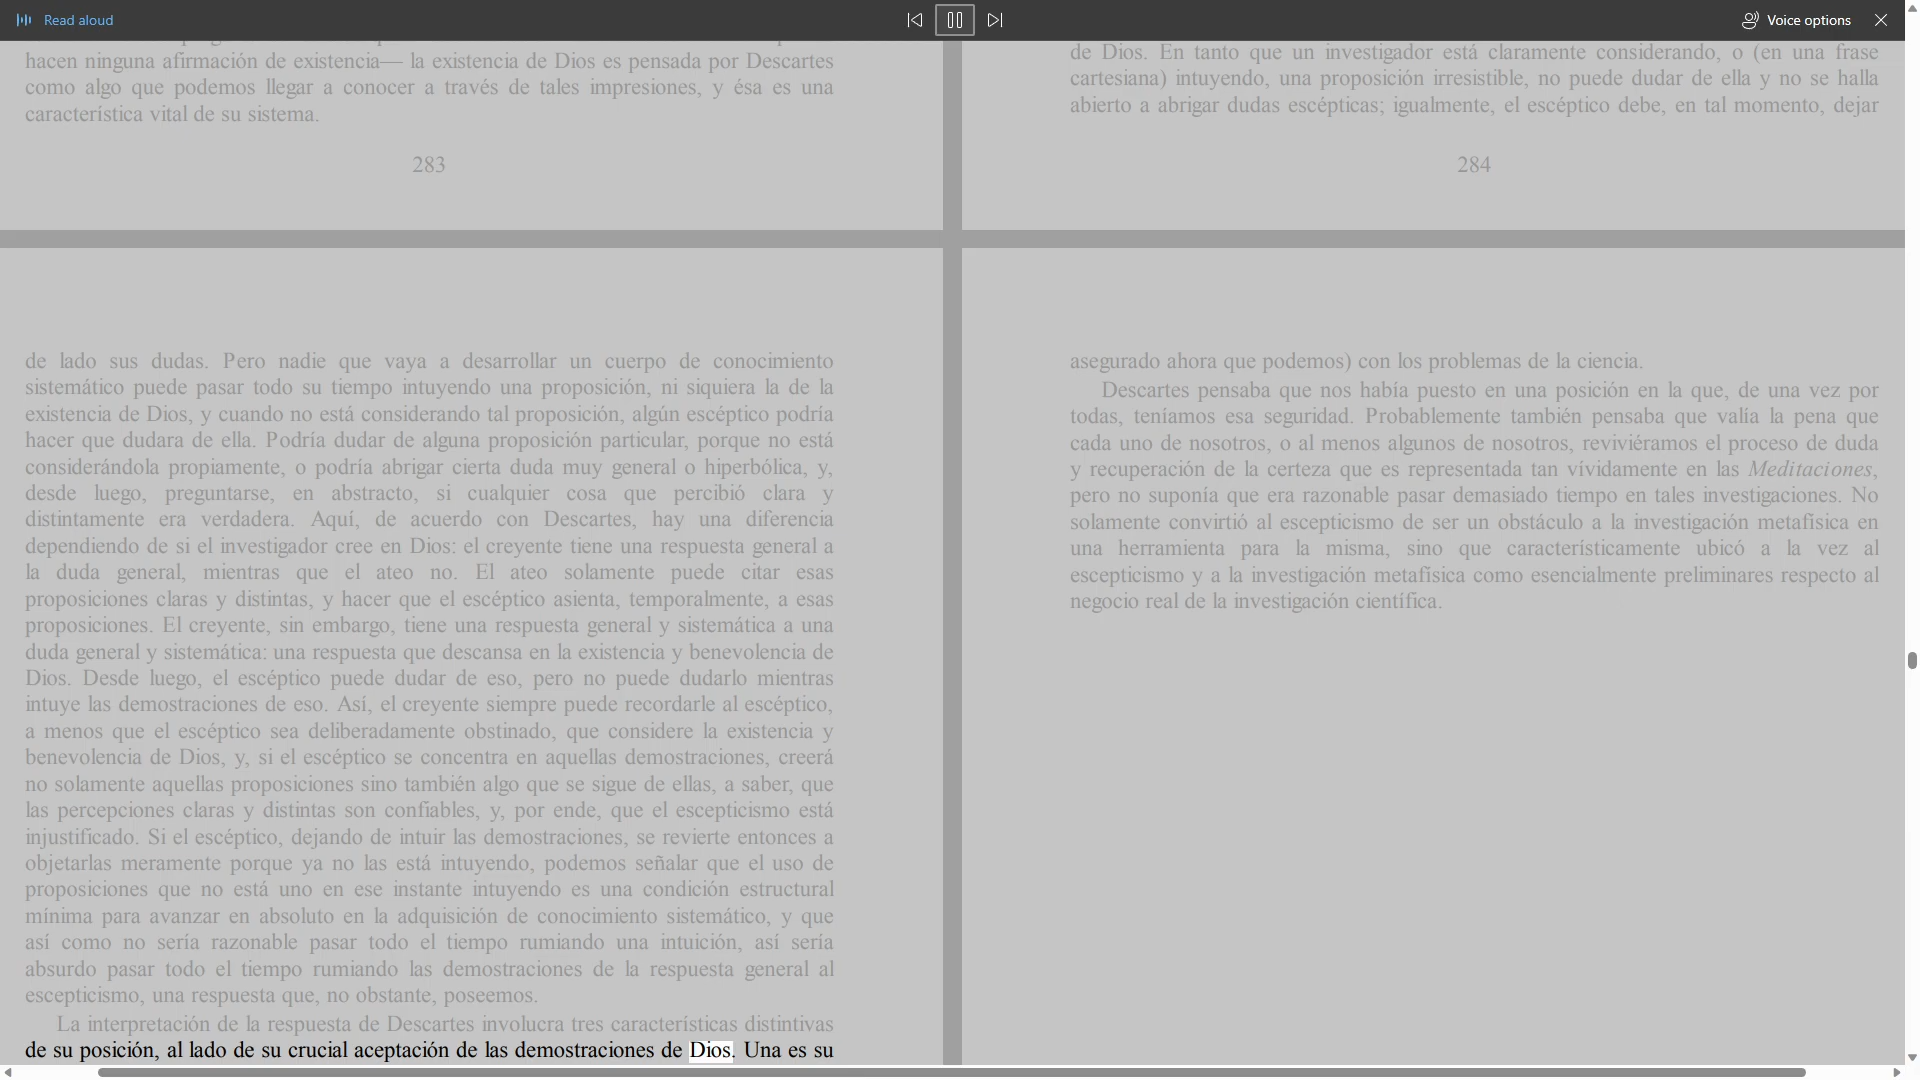 Read aloud
Voice options
hacen ninguna afirmación de existencia— la existencia de Dios es pensada por Descartes
como algo que podemos llegar a conocer a través de tales impresiones, y ésa es una
característica vital de su sistema.
283
de Dios. En tanto que un investigador está claramente considerando, o (en una frase
cartesiana) intuyendo, una proposición irresistible, no puede dudar de ella y no se halla
abierto a abrigar dudas escépticas; igualmente, el escéptico debe, en tal momento, dejar
284
de lado sus dudas. Pero nadie que vaya a desarrollar un cuerpo de conocimiento
sistemático puede pasar todo su tiempo intuyendo una proposición, ni siquiera la de la
existencia de Dios, y cuando no está considerando tal proposición, algún escéptico podría
hacer que dudara de ella. Podría dudar de alguna proposición particular, porque no está
considerándola propiamente, o podría abrigar cierta duda muy general o hiperbólica, y,
desde luego, preguntarse, en abstracto, si cualquier cosa que percibió clara y
distintamente era verdadera. Aquí, de acuerdo con Descartes, hay una diferencia
dependiendo de si el investigador cree en Dios: el creyente tiene una respuesta general a
la duda general, mientras que el ateo no. El ateo solamente puede citar esas
proposiciones claras y distintas, y hacer que el escéptico asienta, temporalmente, a esas
proposiciones. El creyente, sin embargo, tiene una respuesta general y sistemática a una
duda general y sistemática: una respuesta que descansa en la existencia y benevolencia de
Dios. Desde luego, el escéptico puede dudar de eso, pero no puede dudarlo mientras
intuye las demostraciones de eso. Así, el creyente siempre puede recordarle al escéptico,
a menos que el escéptico sea deliberadamente obstinado, que considere la existencia y
benevolencia de Dios, y, si el escéptico se concentra en aquellas demostraciones, creerá
no solamente aquellas proposiciones sino también algo que se sigue de ellas, a saber, que
las percepciones claras y distintas son confiables, y, por ende, que el escepticismo está
injustificado. Si el escéptico, dejando de intuir las demostraciones, se revierte entonces a
objetarlas meramente porque ya no las está intuyendo, podemos señalar que el uso de
proposiciones que no está uno en ese instante intuyendo es una condición estructural
mínima para avanzar en absoluto en la adquisición de conocimiento sistemático, y que
así como no sería razonable pasar todo el tiempo rumiando una intuición, así sería
absurdo pasar todo el tiempo rumiando las demostraciones de la respuesta general al
escepticismo, una respuesta que, no obstante, poseemos.
La interpretación de la respuesta de Descartes involucra tres características distintivas
de su posición, al lado de su crucial aceptación de las demostraciones de Dios. Una es su
asegurado ahora que podemos) con los problemas de la ciencia.
Descartes pensaba que nos había puesto en una posición en la que, de una vez por
todas, teníamos esa seguridad. Probablemente también pensaba que valía la pena que
cada uno de nosotros, o al menos algunos de nosotros, reviviéramos el proceso de duda
y recuperación de la certeza que es representada tan vívidamente en las Meditaciones,
pero no suponía que era razonable pasar demasiado tiempo en tales investigaciones. No
solamente convirtió al escepticismo de ser un obstáculo a la investigación metafísica en
una herramienta para la misma, sino que característicamente ubicó a la vez al
escepticismo y a la investigación metafísica como esencialmente preliminares respecto al
negocio real de la investigación científica.